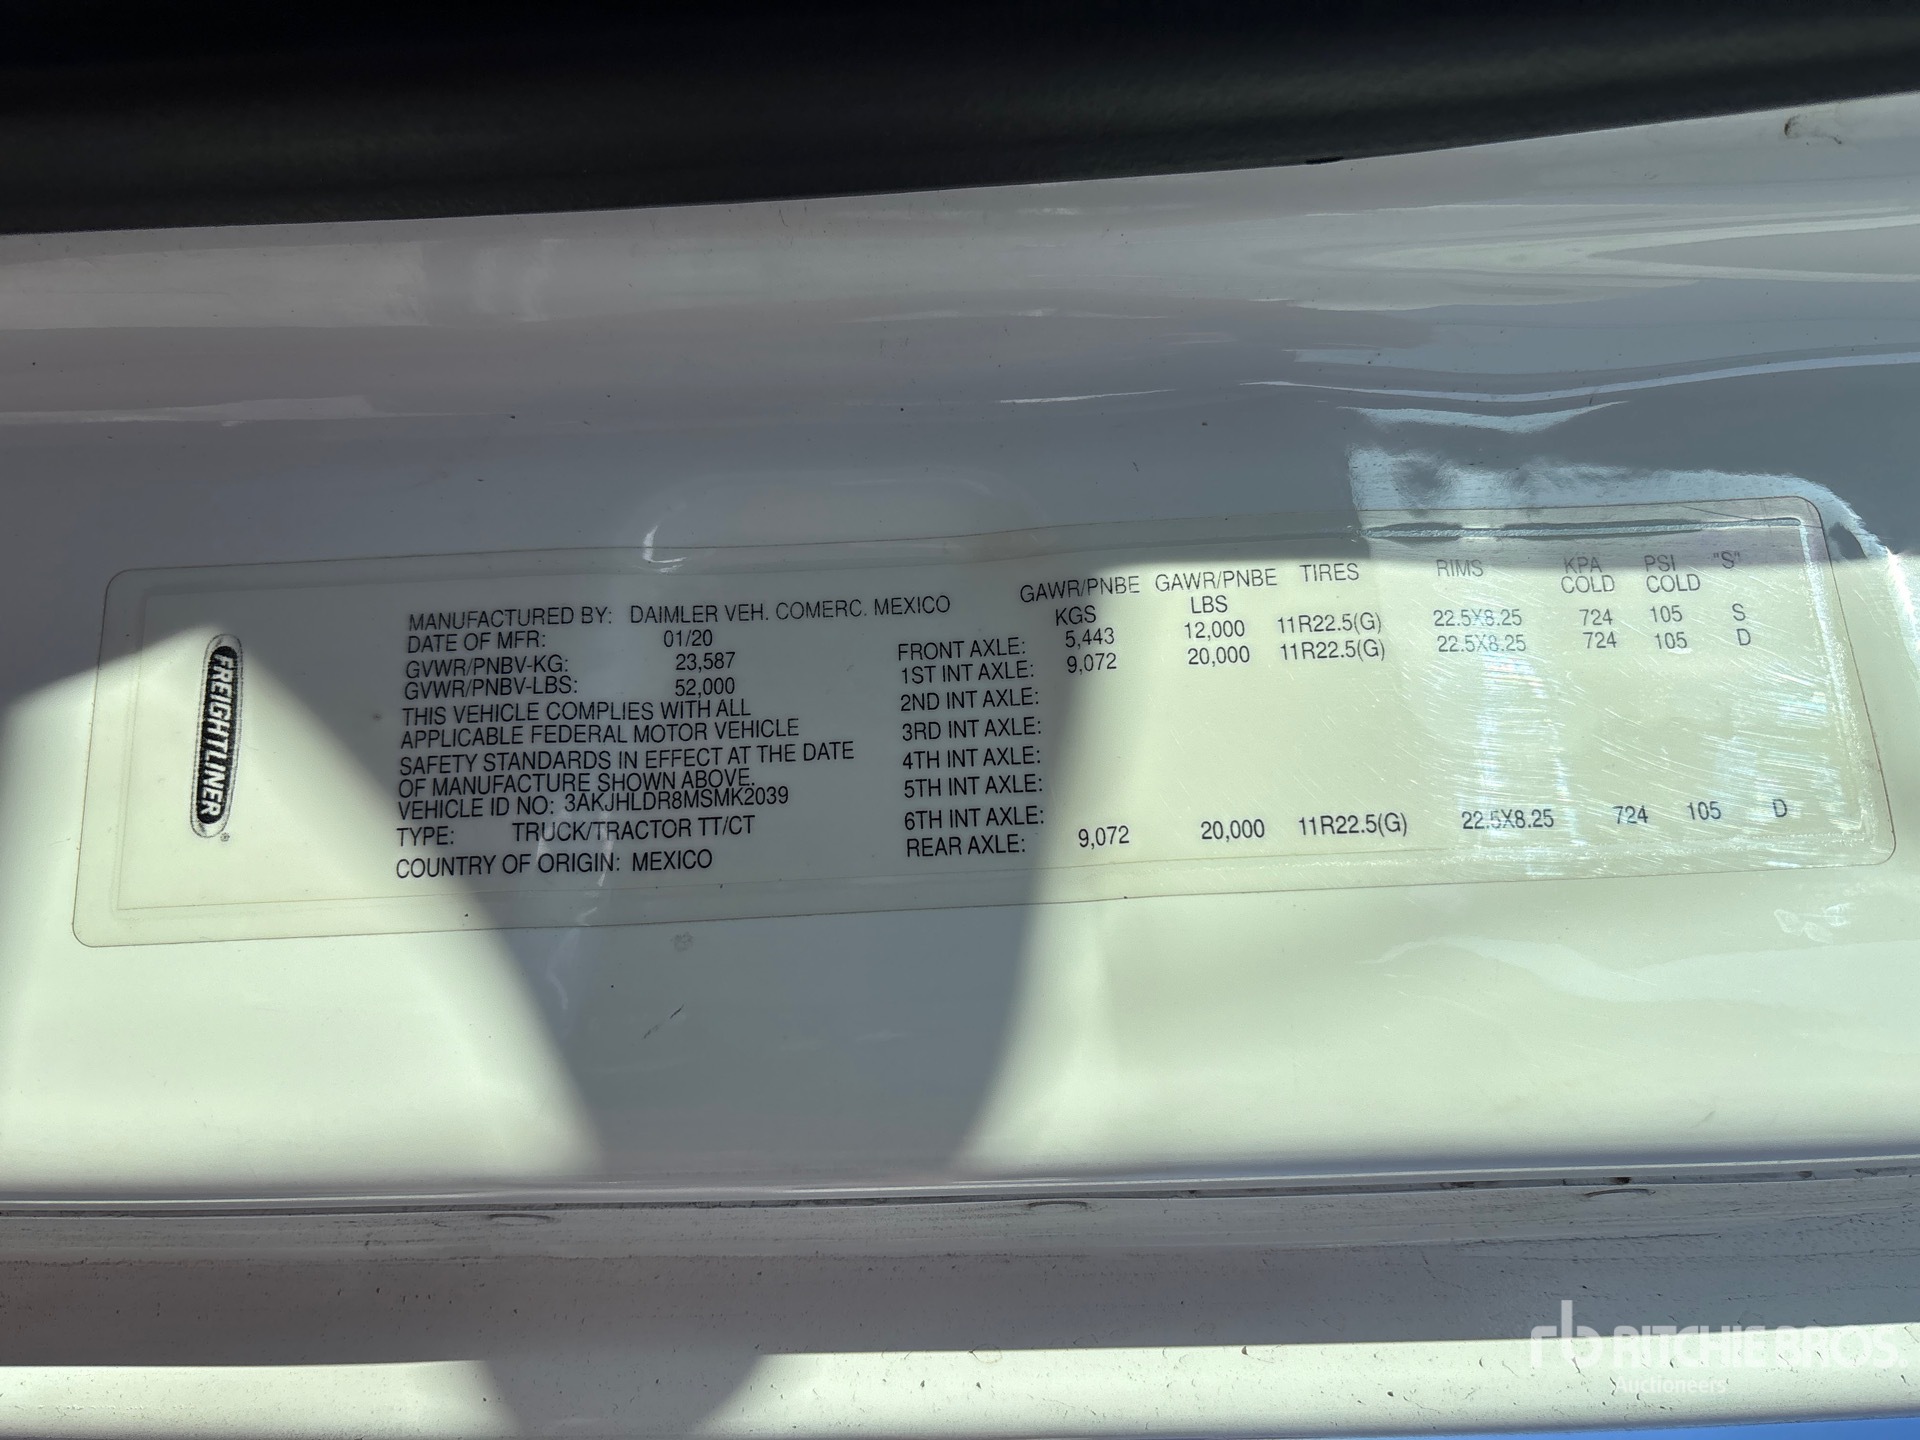 FREIGHTLINER
MANUFACTURED BY: DAIMLER VEH. COMERC. MEXICO
DATE OF MFR: 01/20
GVWR/PNBV-KG: 23,587
GVWR/PNBV-LBS: 52,000
THIS VEHICLE COMPLIES WITH ALL
APPLICABLE FEDERAL MOTOR VEHICLE
SAFETY STANDARDS IN EFFECT AT THE DATE
OF MANUFACTURE SHOWN ABOVE.
VEHICLE ID NO: 3AKJHLDR8MSMK2039
TYPE: TRUCK/TRACTOR TT/CT
COUNTRY OF ORIGIN: MEXICO
GAWR/PNBE GAWR/PNBE TIRES RIMS KPA PSI "S"
KGS LBS COLD COLD
FRONT AXLE: 5,443 12,000 11R22.5(G) 22.5X8.25 724 105 S
1ST INT AXLE: 9,072 20,000 11R22.5(G) 22.5X8.25 724 105 D
2ND INT AXLE:
3RD INT AXLE:
4TH INT AXLE:
5TH INT AXLE:
6TH INT AXLE:
REAR AXLE: 9,072 20,000 11R22.5(G) 22.5X8.25 724 105 D
rb RITCHIE BROS.
Auctioneers